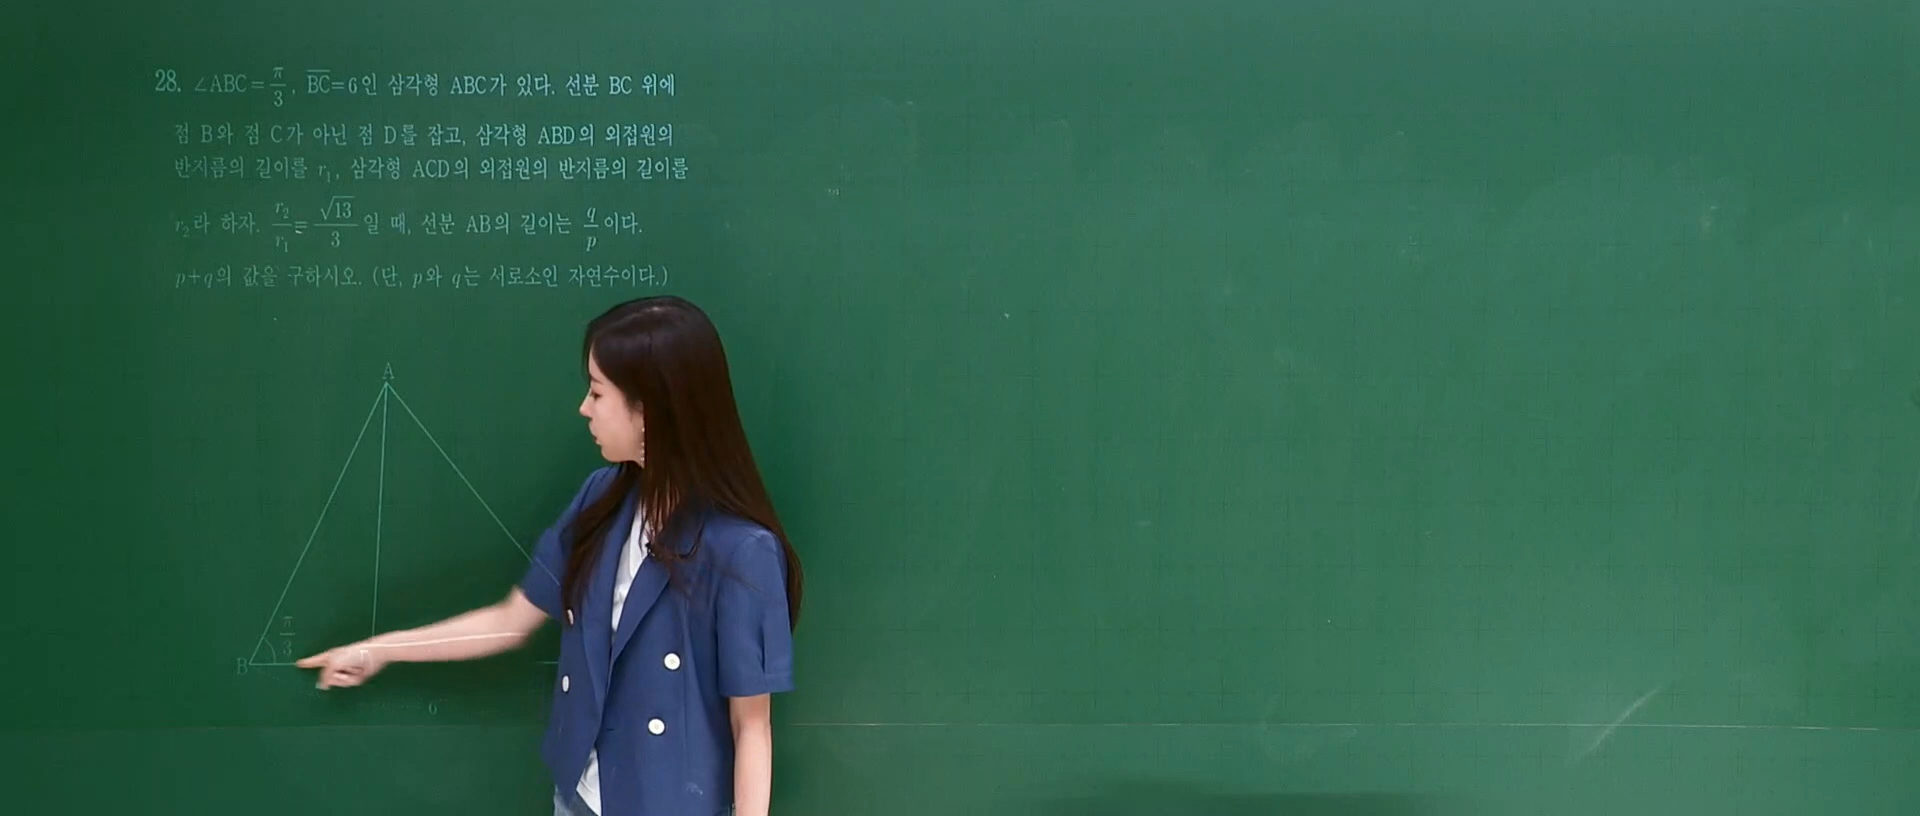 28. ∠ABC=π/3, BC=6인 삼각형 ABC가 있다. 선분 BC 위에
점 B와 점 C가 아닌 점 D를 잡고, 삼각형 ABD의 외접원의
반지름의 길이를 r₁, 삼각형 ACD의 외접원의 반지름의 길이를
r₂라 하자. r₂/r₁=√13/3일 때, 선분 AB의 길이는 q/p이다.
p+q의 값을 구하시오. (단, p와 q는 서로소인 자연수이다.)
A
π/3
B
6